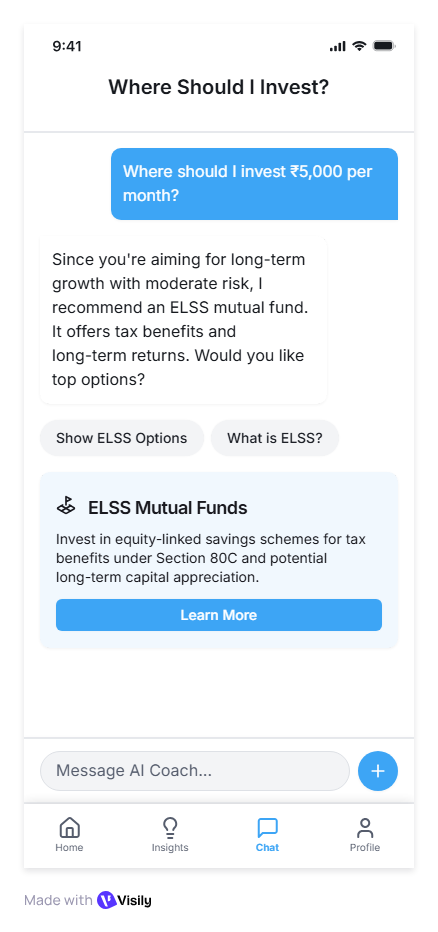 9:41
Where Should I Invest?
Where should I invest ₹5,000 per
month?
Since you're aiming for long-term
growth with moderate risk, I
recommend an ELSS mutual fund.
It offers tax benefits and
long-term returns. Would you like
top options?
Show ELSS Options
What is ELSS?
ELSS Mutual Funds
Invest in equity-linked savings schemes for tax
benefits under Section 80C and potential
long-term capital appreciation.
Learn More
Message AI Coach...
Home
Insights
Chat
Profile
Made with Visily